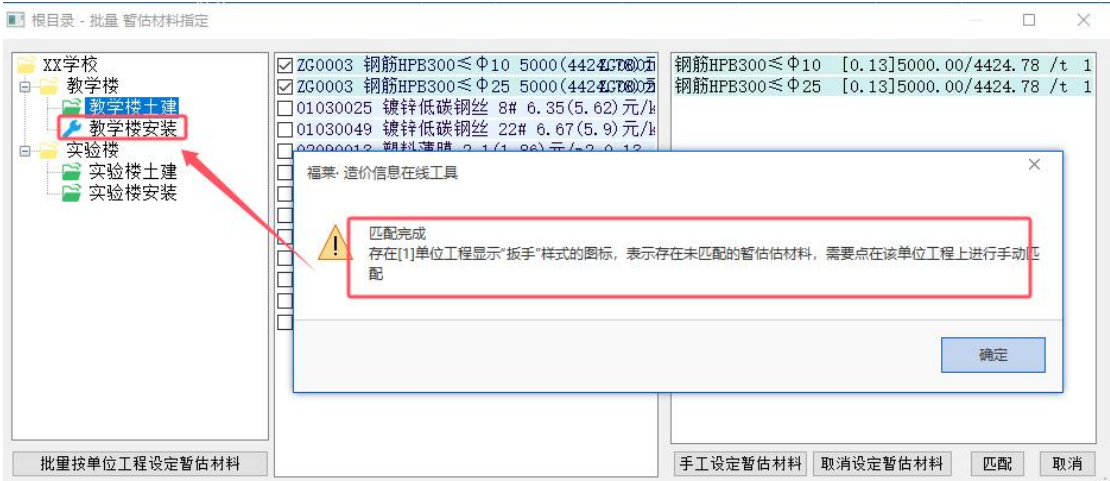 根目录 - 批量 暂估材料指定
XX学校
教学楼
教学楼土建
教学楼安装
实验楼
实验楼土建
实验楼安装
批量按单位工程设定暂估材料
ZG0003 钢筋HPB300≤Φ10 5000(4424
ZG0003 钢筋HPB300≤Φ25 5000(4424
01030025 镀锌低碳钢丝 8# 6.35(5.62)元/k
01030049 镀锌低碳钢丝 22# 6.67(5.9)元/k
钢筋HPB300≤Φ10 [0.13]5000.00/4424.78 /t 1
钢筋HPB300≤Φ25 [0.13]5000.00/4424.78 /t 1
福莱·造价信息在线工具
匹配完成
存在[1]单位工程显示“扳手”样式的图标，表示存在未匹配的暂估估材料，需要点在该单位工程上进行手动匹
配
确定
手工设定暂估材料 取消设定暂估材料 匹配 取消